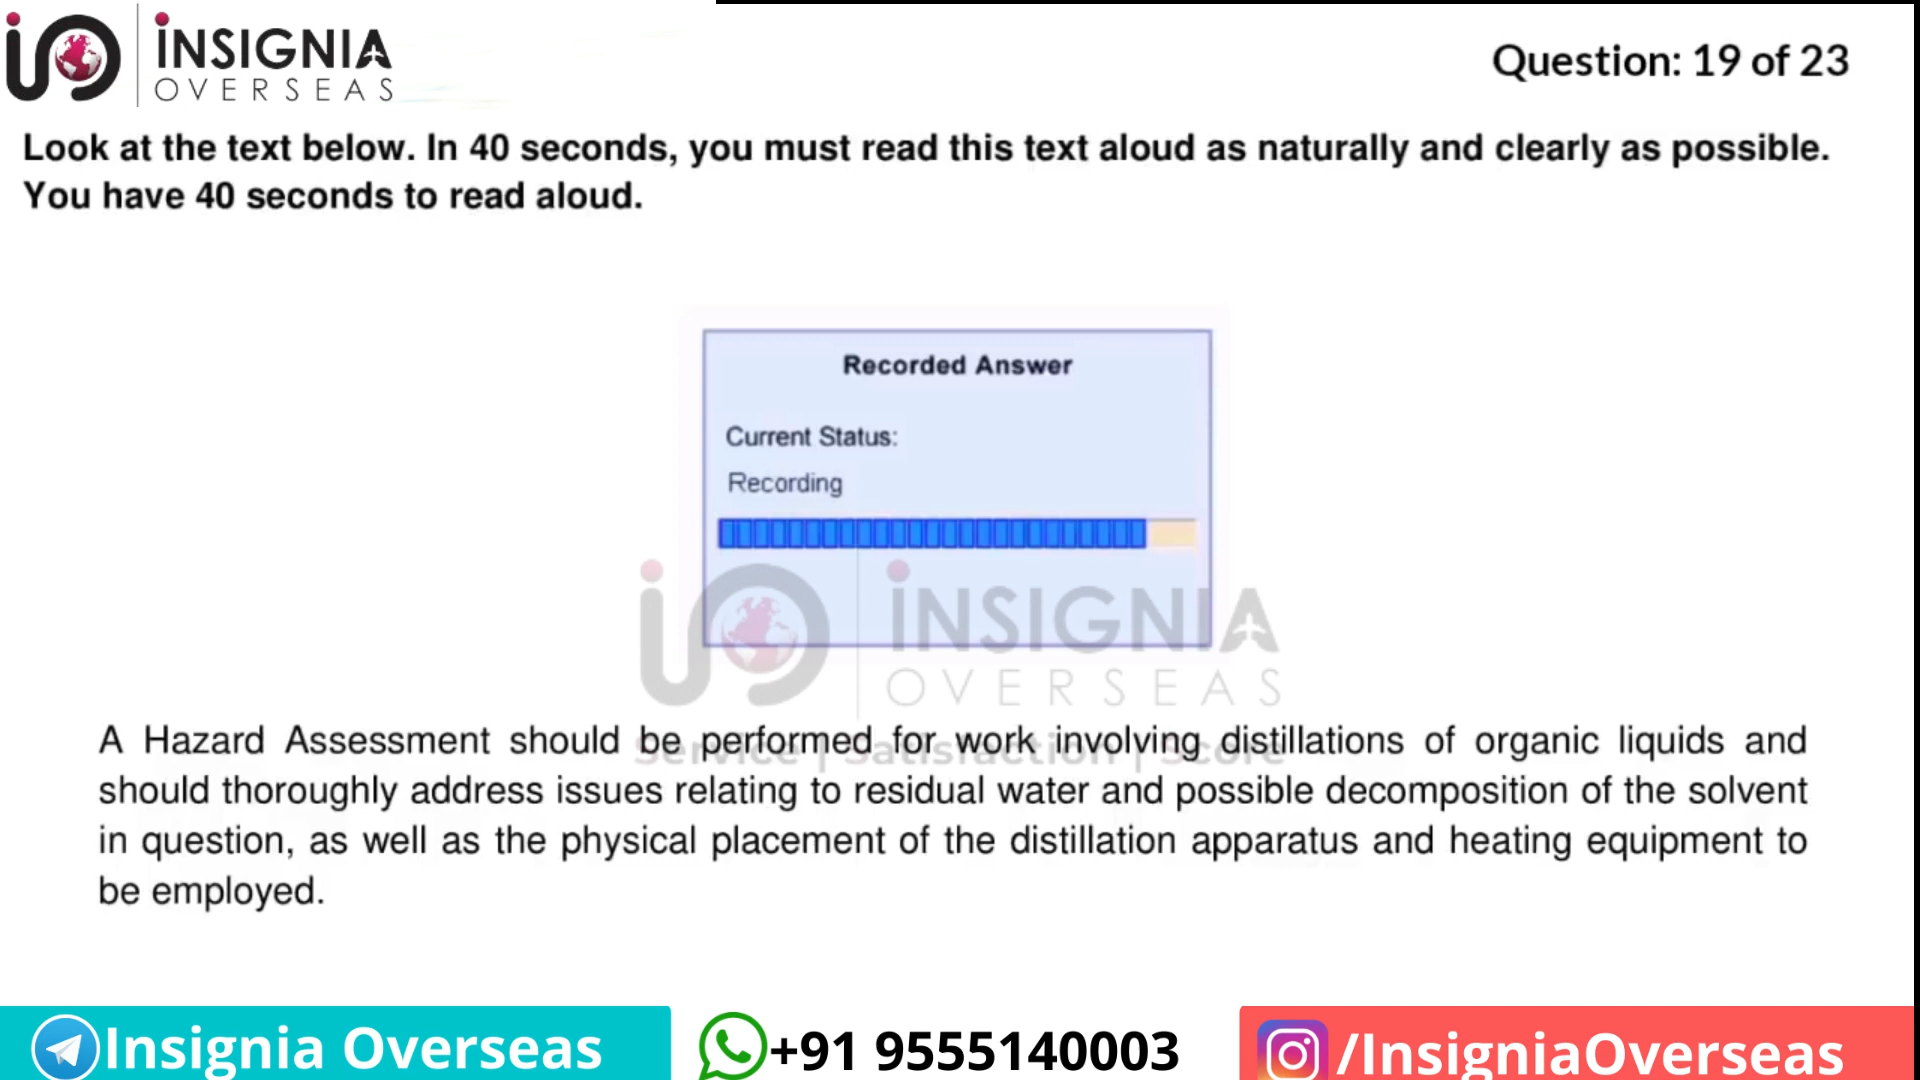 INSIGNIA
OVERSEAS
Question: 19 of 23
Look at the text below. In 40 seconds, you must read this text aloud as naturally and clearly as possible.
You have 40 seconds to read aloud.
Recorded Answer
Current Status:
Recording
INSIGNIA
OVERSEAS
Service | Satisfaction | Score
A Hazard Assessment should be performed for work involving distillations of organic liquids and
should thoroughly address issues relating to residual water and possible decomposition of the solvent
in question, as well as the physical placement of the distillation apparatus and heating equipment to
be employed.
Insignia Overseas
+91 9555140003
/InsigniaOverseas